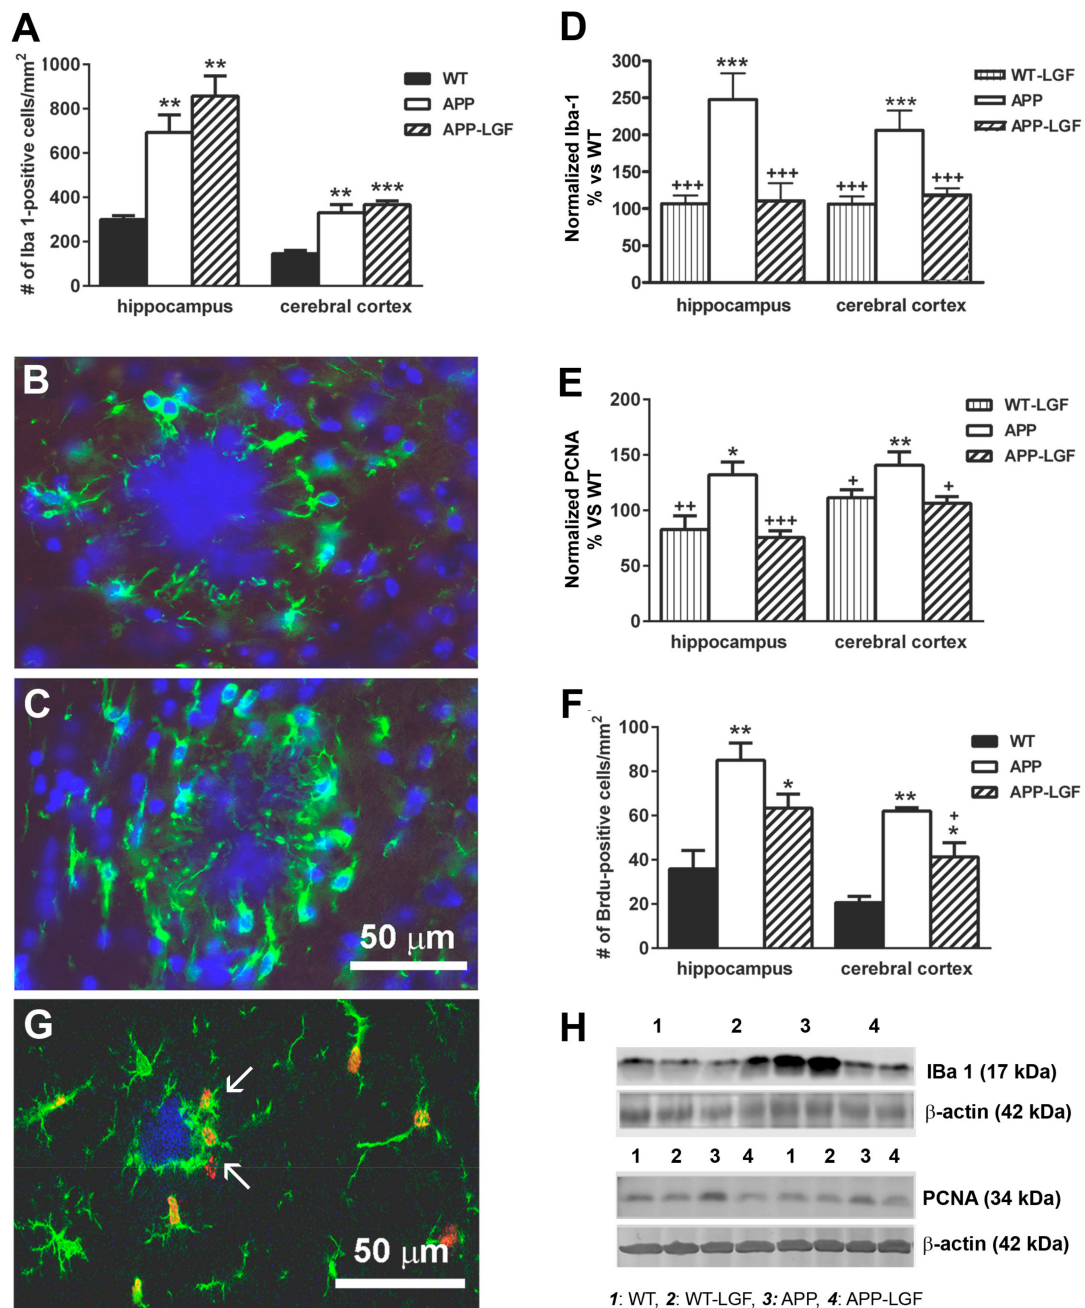 A
# of Iba 1-positive cells/mm²
1000
800
600
400
200
0
**
**
**
***
hippocampus
cerebral cortex
WT
APP
APP-LGF
D
Normalized Iba-1
% vs WT
300
250
200
150
100
50
0
+++
***
+++
+++
***
+++
hippocampus
cerebral cortex
WT-LGF
APP
APP-LGF
B
E
Normalized PCNA
% VS WT
200
150
100
50
0
++
*
+++
+
**
+
hippocampus
cerebral cortex
WT-LGF
APP
APP-LGF
C
50 μm
F
# of Brdu-positive cells/mm²
100
80
60
40
20
0
**
*
**
+
*
hippocampus
cerebral cortex
WT
APP
APP-LGF
G
50 μm
H
1 2 3 4
IBa 1 (17 kDa)
β-actin (42 kDa)
1 2 3 4 1 2 3 4
PCNA (34 kDa)
β-actin (42 kDa)
1: WT, 2: WT-LGF, 3: APP, 4: APP-LGF